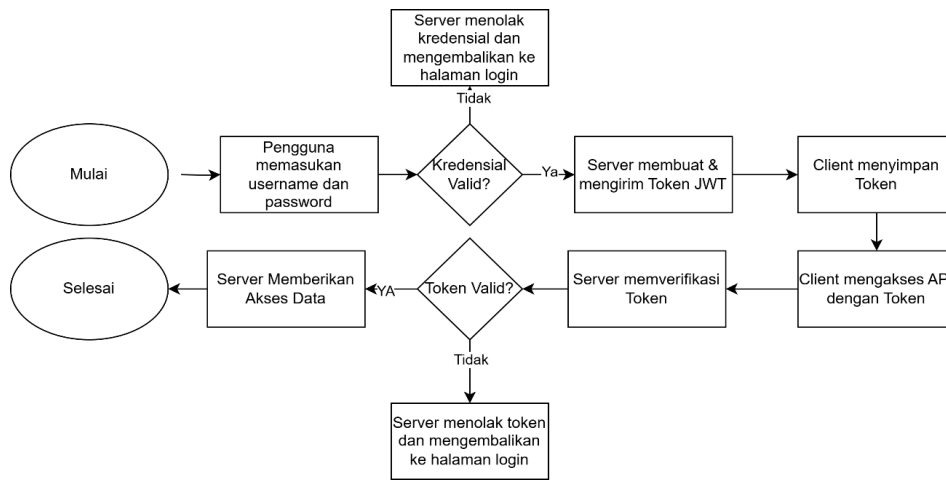 Server menolak
kredensial dan
mengembalikan ke
halaman login
Tidak
Mulai
Pengguna
memasukan
username dan
password
Kredensial
Valid?
Ya
Server membuat &
mengirim Token JWT
Client menyimpan
Token
Selesai
Server Memberikan
Akses Data
YA
Token Valid?
Server memverifikasi
Token
Client mengakses AP
dengan Token
Tidak
Server menolak token
dan mengembalikan
ke halaman login